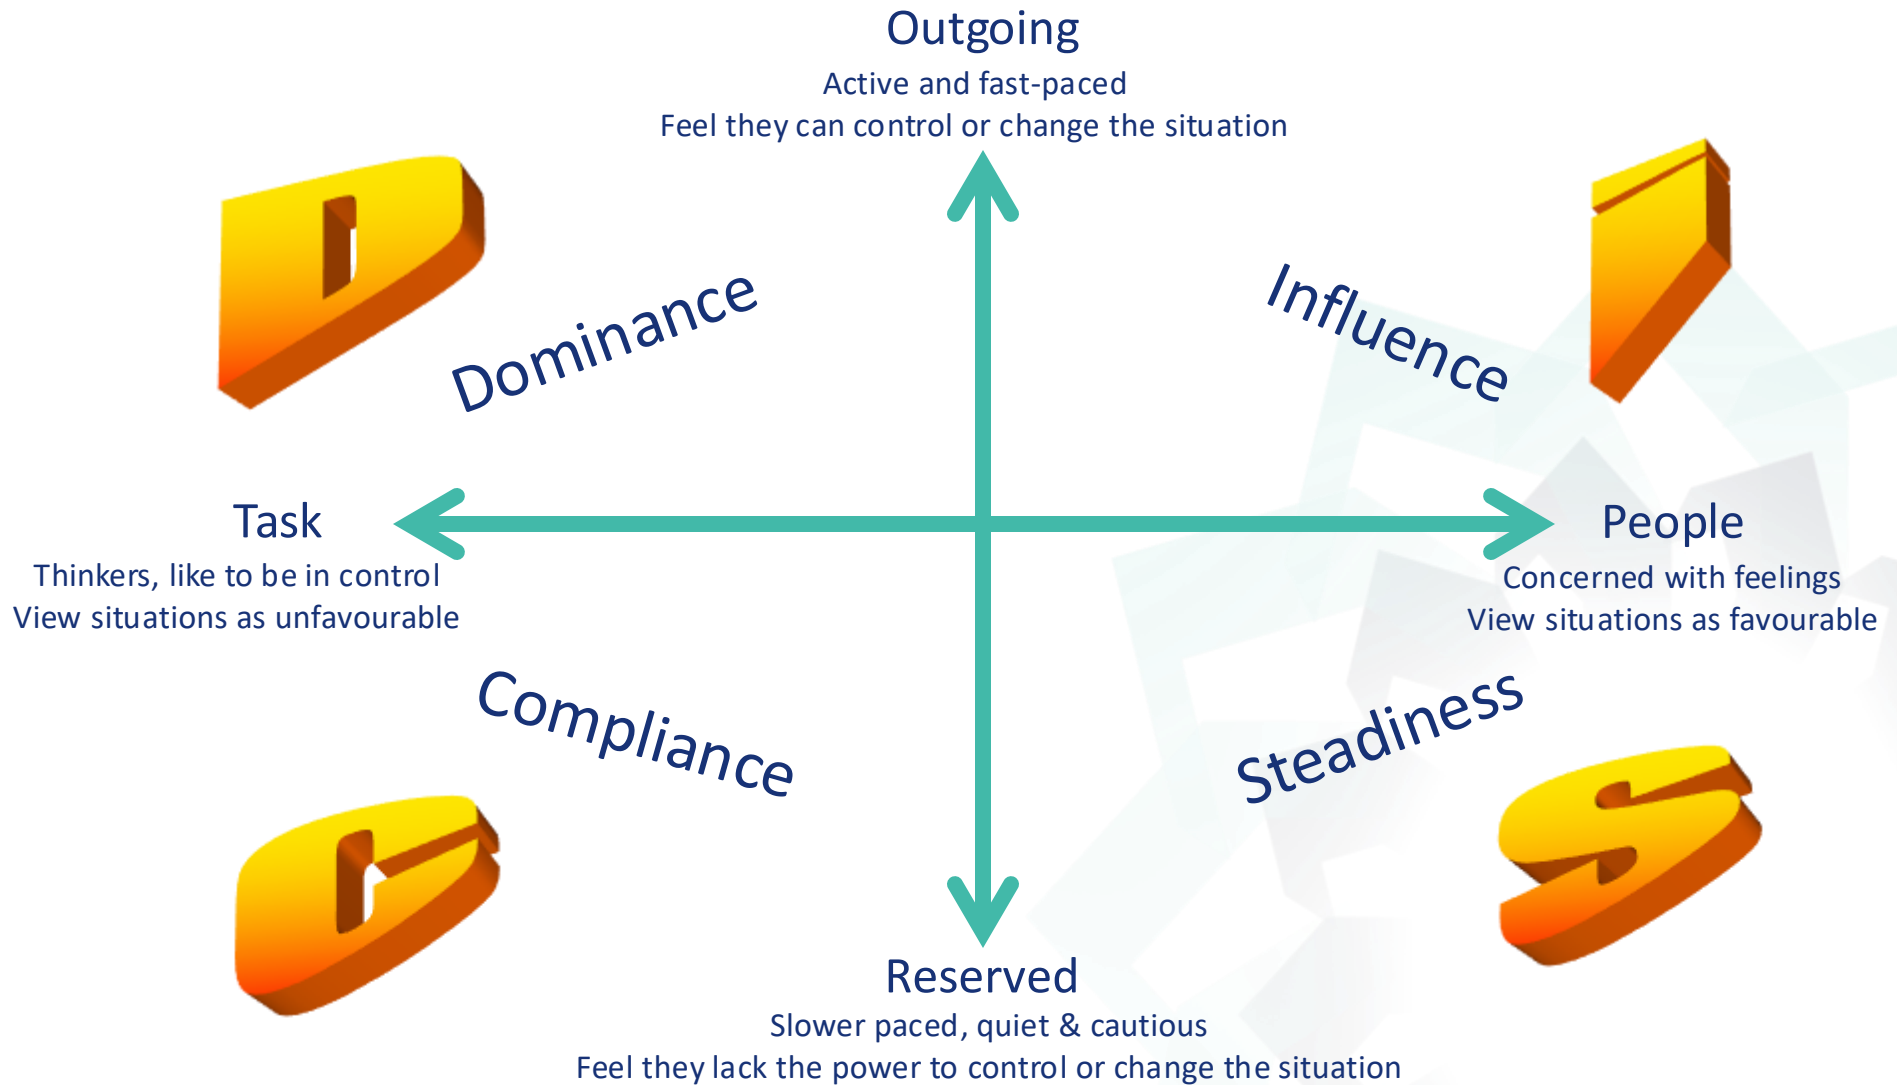 Outgoing
Active and fast-paced
Feel they can control or change the situation
D
i
Dominance
Influence
Task
Thinkers, like to be in control
View situations as unfavourable
People
Concerned with feelings
View situations as favourable
Compliance
Steadiness
C
S
Reserved
Slower paced, quiet & cautious
Feel they lack the power to control or change the situation